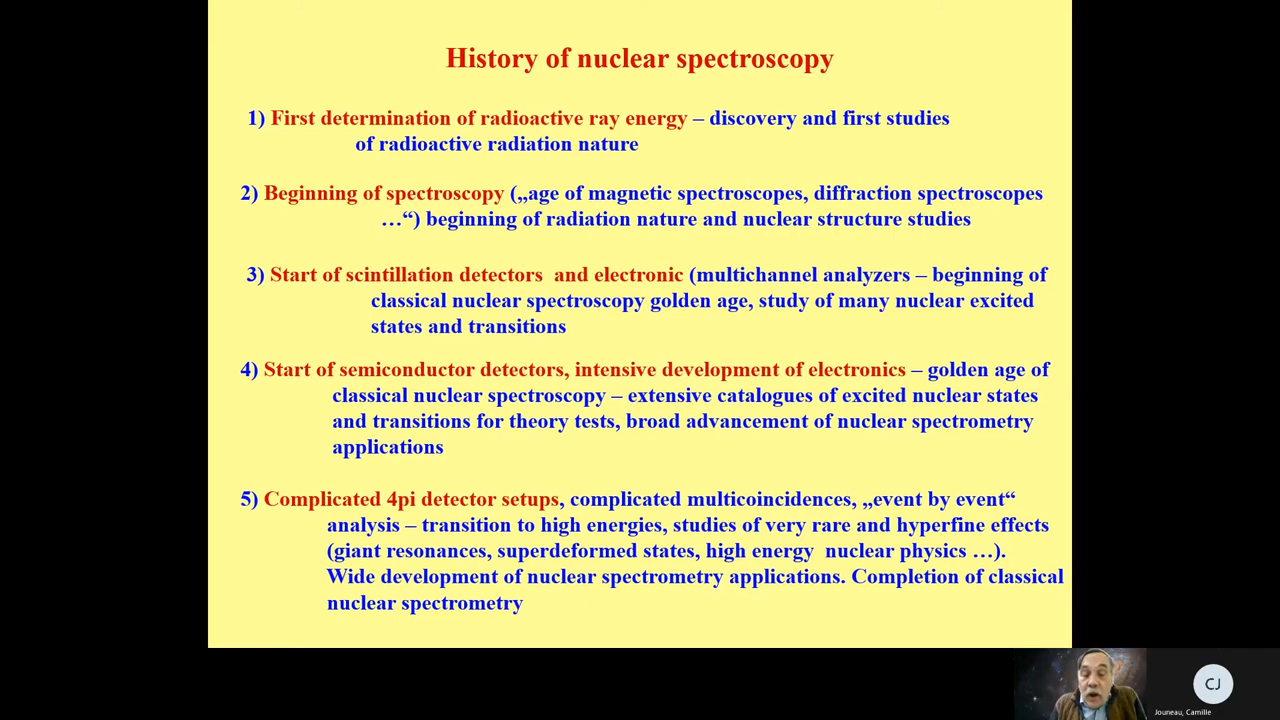 History of nuclear spectroscopy
1) First determination of radioactive ray energy – discovery and first studies
of radioactive radiation nature
2) Beginning of spectroscopy („age of magnetic spectroscopes, diffraction spectroscopes
…“) beginning of radiation nature and nuclear structure studies
3) Start of scintillation detectors  and electronic (multichannel analyzers – beginning of
classical nuclear spectroscopy golden age, study of many nuclear excited
states and transitions
4) Start of semiconductor detectors, intensive development of electronics – golden age of
classical nuclear spectroscopy – extensive catalogues of excited nuclear states
and transitions for theory tests, broad advancement of nuclear spectrometry
applications
5) Complicated 4pi detector setups, complicated multicoincidences, „event by event“
analysis – transition to high energies, studies of very rare and hyperfine effects
(giant resonances, superdeformed states, high energy  nuclear physics …).
Wide development of nuclear spectrometry applications. Completion of classical
nuclear spectrometry
CJ
Jouneau, Camille